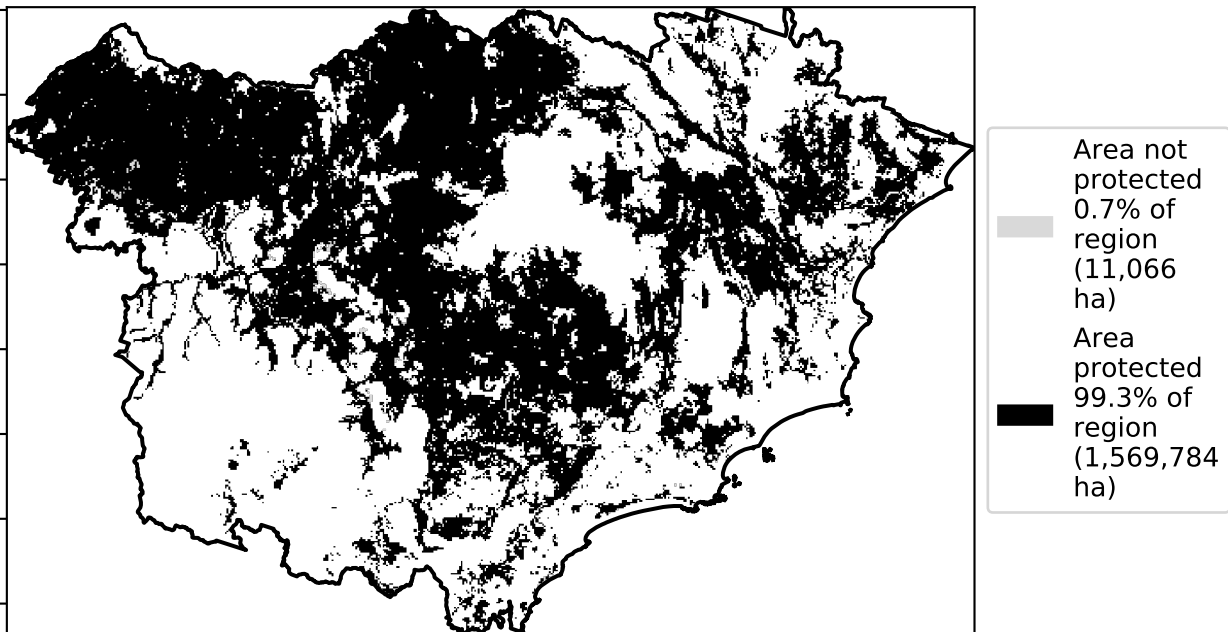 Area not
protected
0.7% of
region
(11,066
ha)
Area
protected
99.3% of
region
(1,569,784
ha)